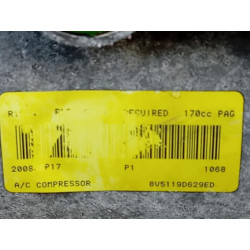 REQUIRED 170cc PAG
2008. P17 P1 1068
A/C COMPRESSOR 8V5119D629ED